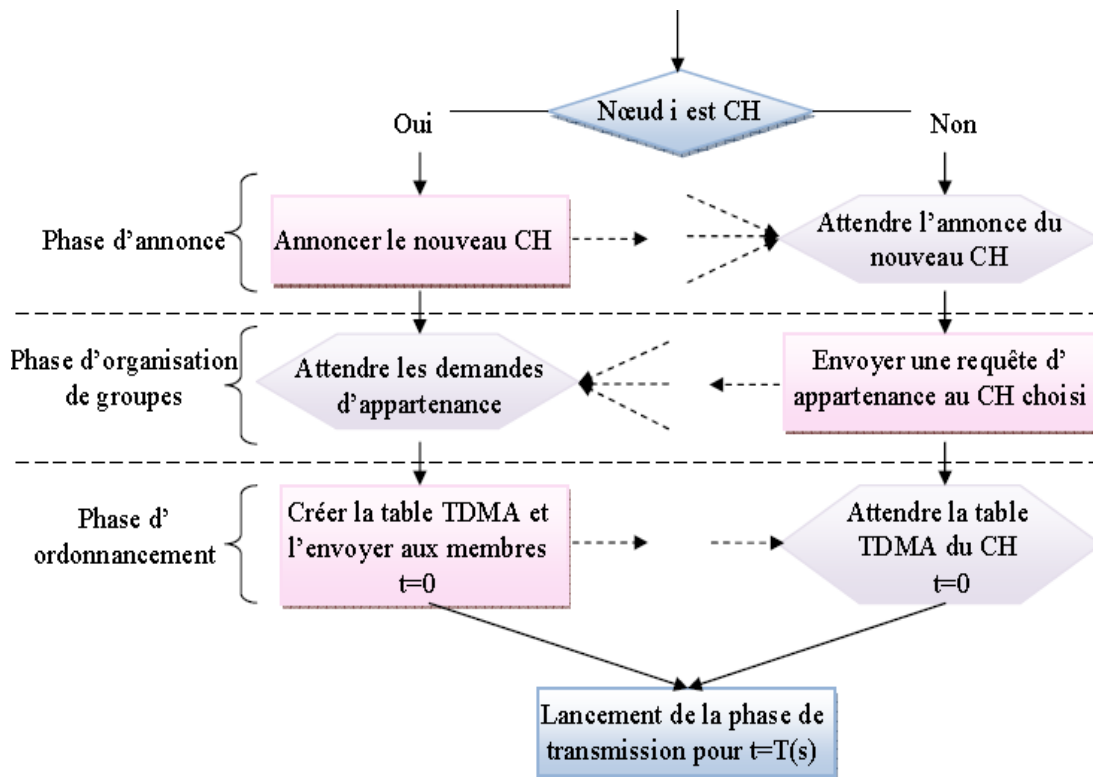 Nœud i est CH
Oui
Non
Phase d'annonce
Annoncer le nouveau CH
Attendre l'annonce du
nouveau CH
Phase d'organisation
de groupes
Attendre les demandes
d'appartenance
Envoyer une requête d'
appartenance au CH choisi
Phase d'
ordonnancement
Créer la table TDMA et
l'envoyer aux membres
t=0
Attendre la table
TDMA du CH
t=0
Lancement de la phase de
transmission pour t=T(s)